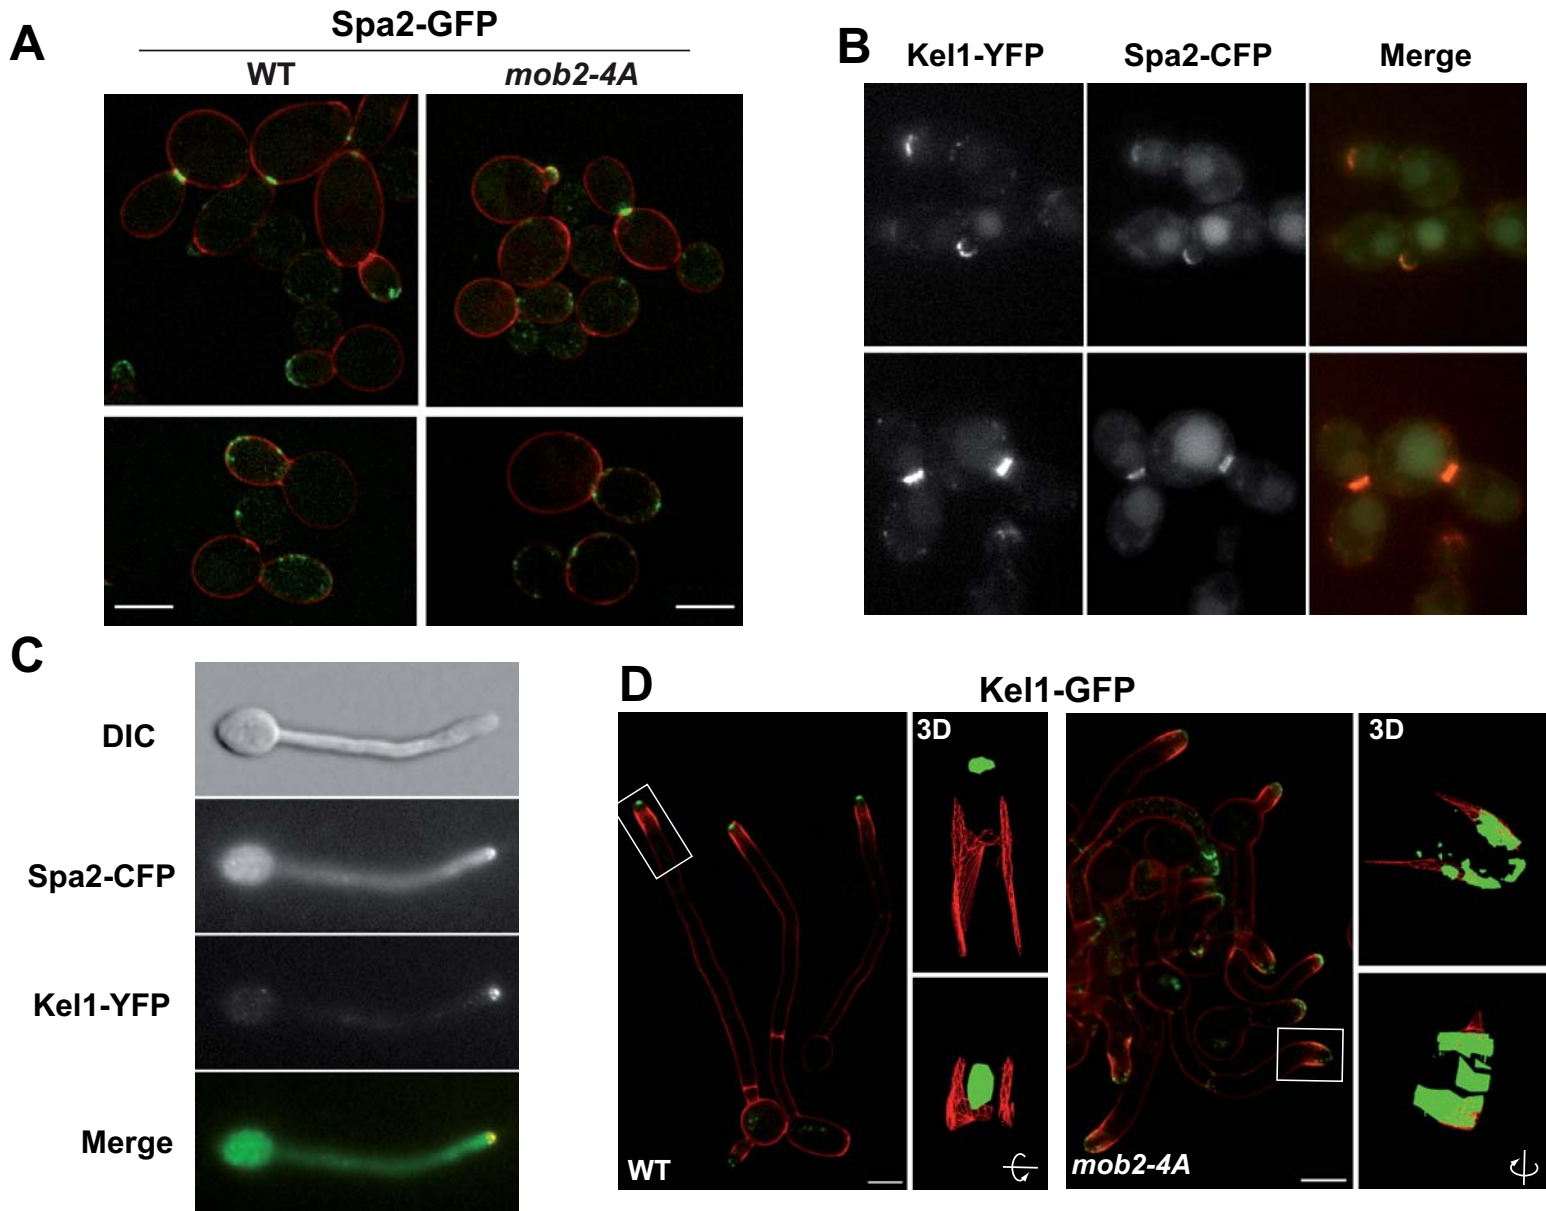 A
Spa2-GFP
WT
mob2-4A
B
Kel1-YFP
Spa2-CFP
Merge
C
DIC
Spa2-CFP
Kel1-YFP
Merge
D
Kel1-GFP
3D
3D
WT
mob2-4A